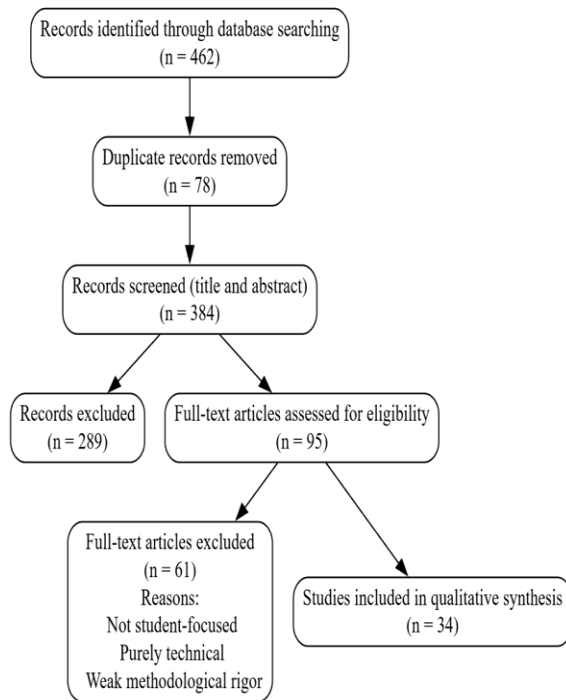 Records identified through database searching
(n = 462)
Duplicate records removed
(n = 78)
Records screened (title and abstract)
(n = 384)
Records excluded
(n = 289)
Full-text articles assessed for eligibility
(n = 95)
Full-text articles excluded
(n = 61)
Reasons:
Not student-focused
Purely technical
Weak methodological rigor
Studies included in qualitative synthesis
(n = 34)